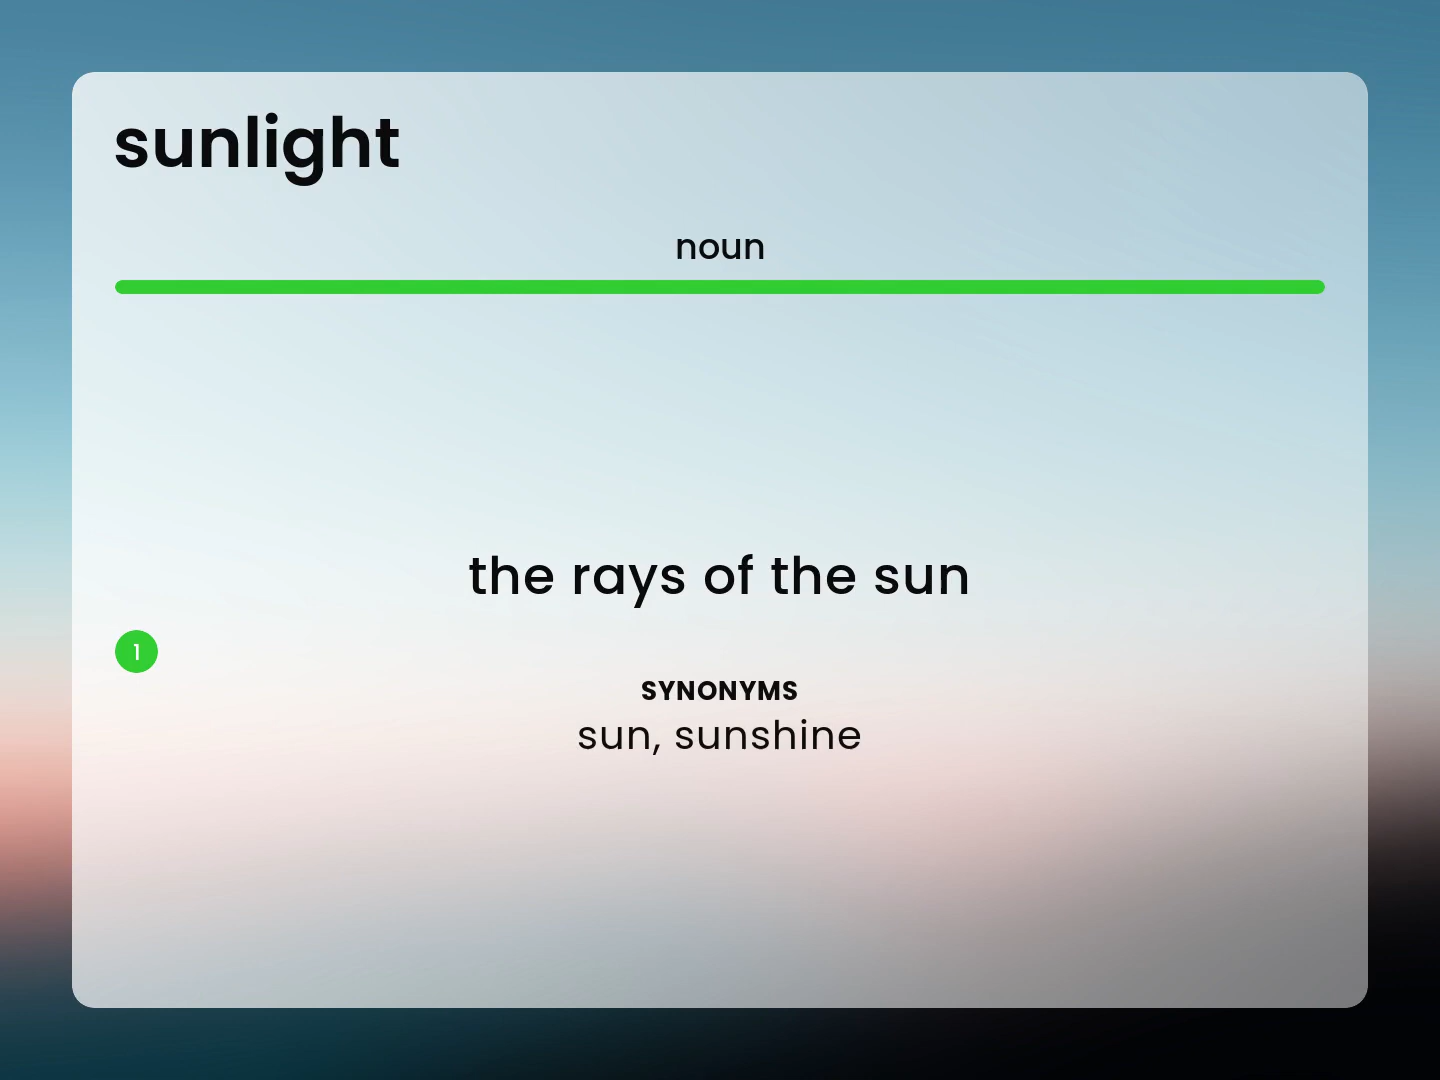 sunlight
noun
the rays of the sun
1
SYNONYMS
sun, sunshine